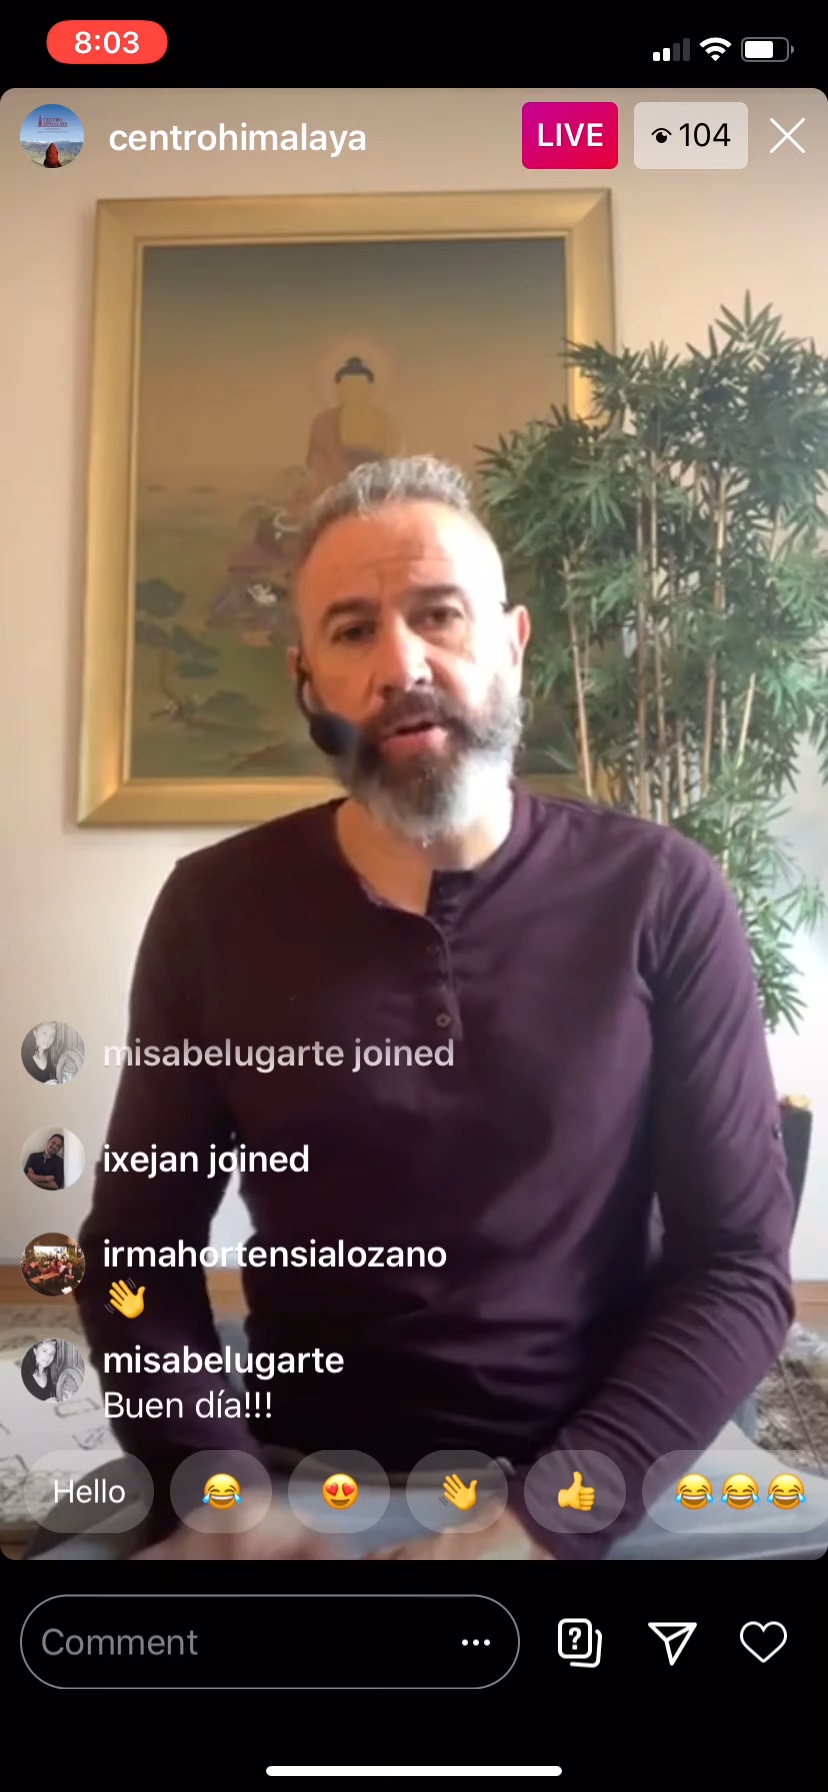 8:03
centrohimalaya
LIVE
104
misabelugarte joined
ixejan joined
irmahortensialozano
👋
misabelugarte
Buen día!!!
Hello 😂 😍 👋 👍 😂😂😂
Comment